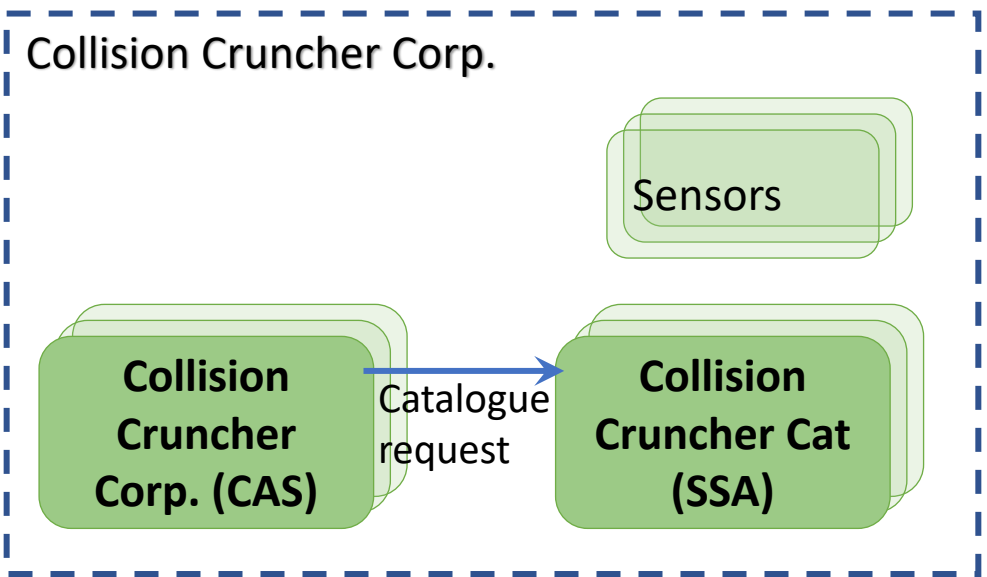 Collision Cruncher Corp.
Sensors
Collision
Cruncher
Corp. (CAS)
Catalogue
request
Collision
Cruncher Cat
(SSA)